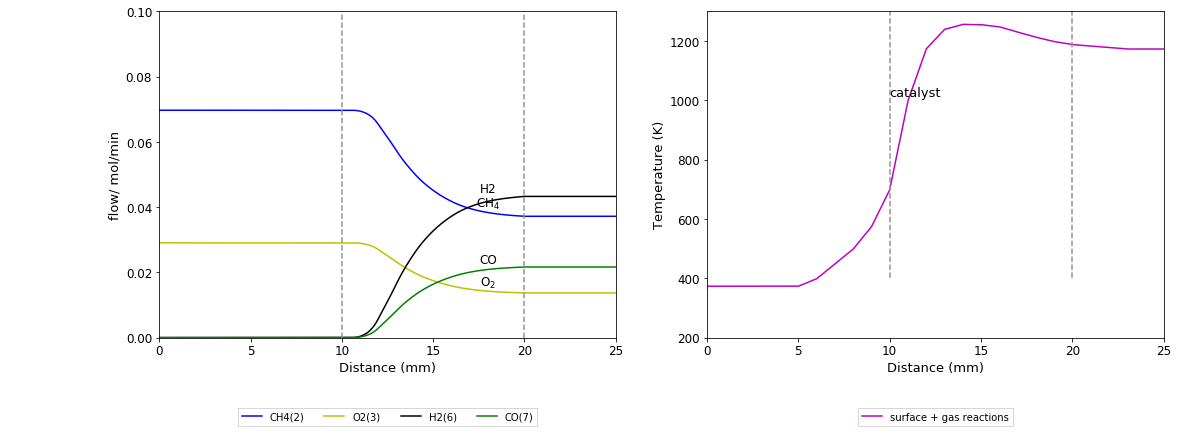 0.10
0.08
0.06
0.04
0.02
0.00
flow/ mol/min
H2
CH₄
CO
O₂
0 5 10 15 20 25
Distance (mm)
CH4(2) O2(3) H2(6) CO(7)
1200
1000
800
600
400
200
Temperature (K)
catalyst
0 5 10 15 20 25
Distance (mm)
surface + gas reactions